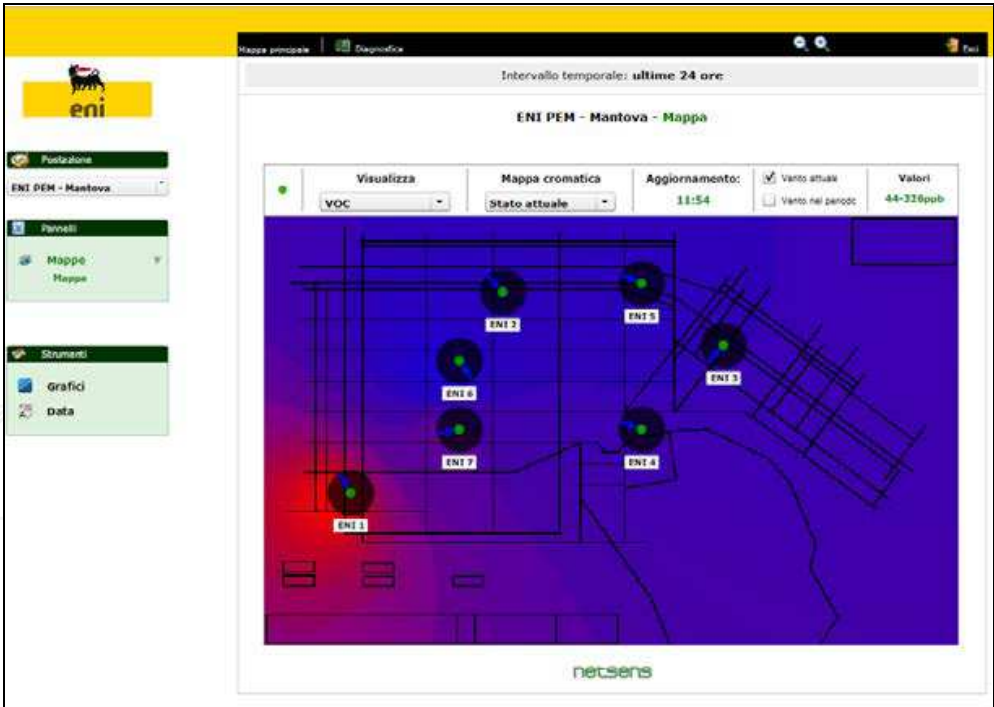 Mappa principale
Diagnostica
Esci
Intervallo temporale: ultime 24 ore
eni
ENI PEM - Mantova - Mappa
Postazione
ENI PEM - Mantova
Pannelli
Mappe
Mappa
Strumenti
Grafici
Data
Visualizza
VOC
Mappa cromatica
Stato attuale
Aggiornamento:
11:54
Vento attuale
Vento nel periodo
Valori
44-326ppb
ENI 2
ENI 5
ENI 3
ENI 6
ENI 7
ENI 4
ENI 1
netsens